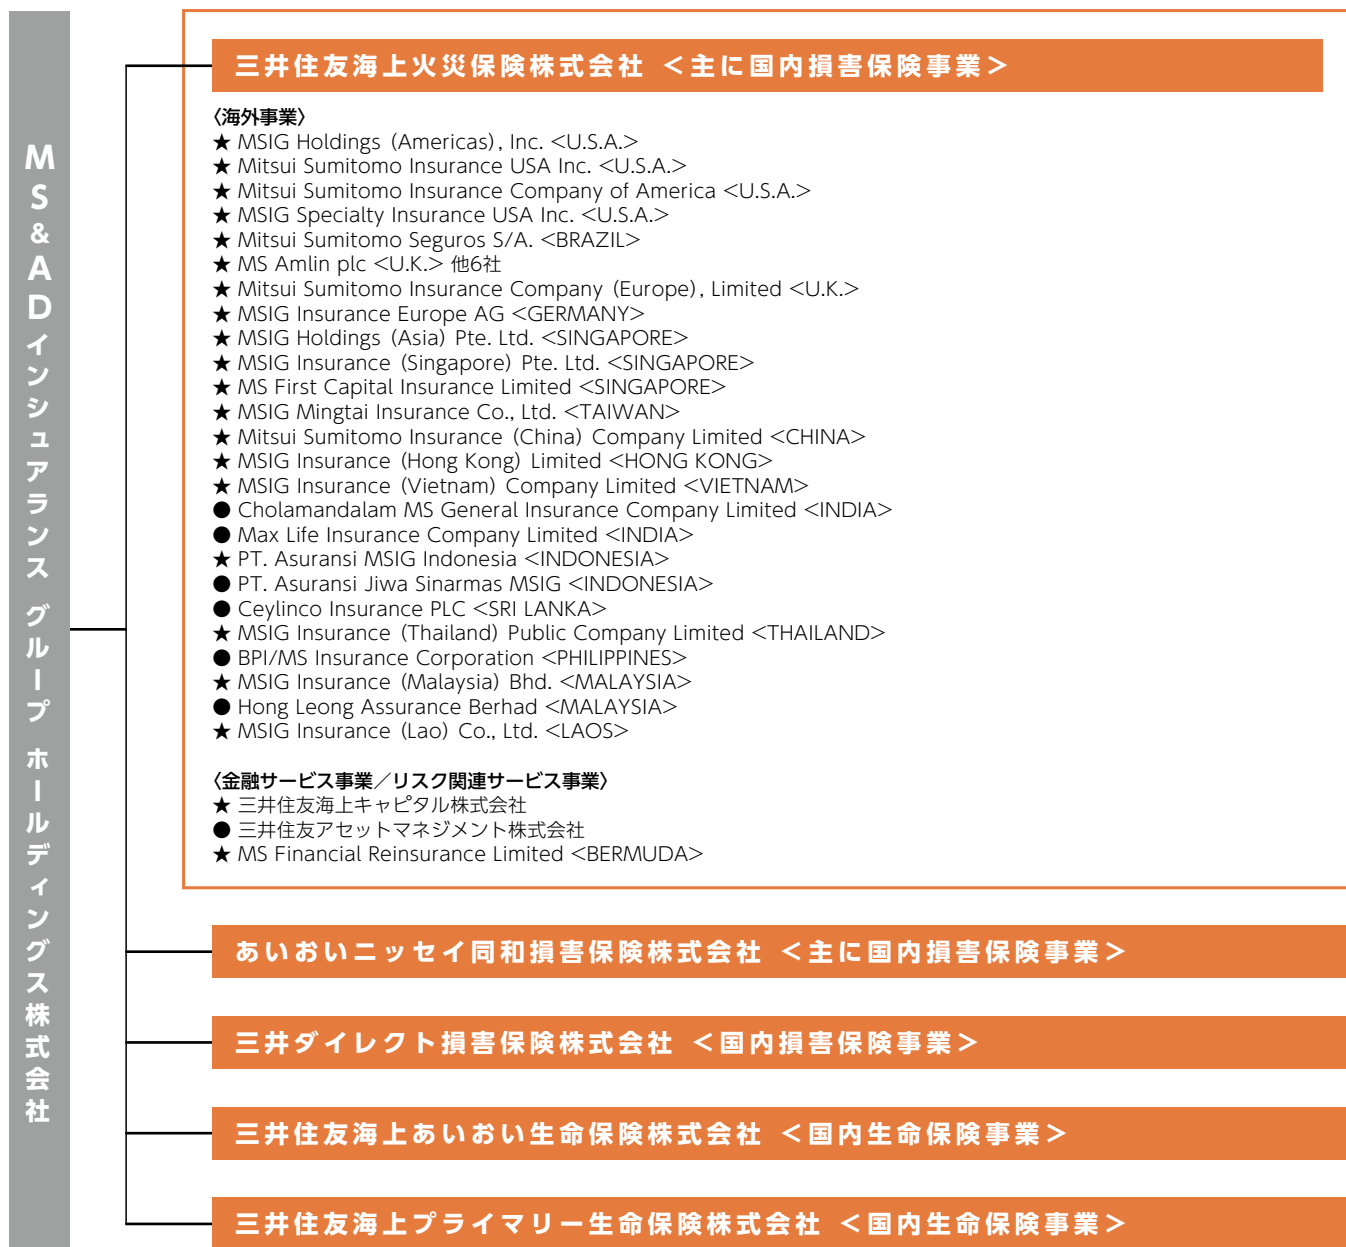 MS&ADインシュアランス グループ ホールディングス株式会社
三井住友海上火災保険株式会社 <主に国内損害保険事業>
〈海外事業〉
★ MSIG Holdings (Americas), Inc. <U.S.A.>
★ Mitsui Sumitomo Insurance USA Inc. <U.S.A.>
★ Mitsui Sumitomo Insurance Company of America <U.S.A.>
★ MSIG Specialty Insurance USA Inc. <U.S.A.>
★ Mitsui Sumitomo Seguros S/A. <BRAZIL>
★ MS Amlin plc <U.K.> 他6社
★ Mitsui Sumitomo Insurance Company (Europe), Limited <U.K.>
★ MSIG Insurance Europe AG <GERMANY>
★ MSIG Holdings (Asia) Pte. Ltd. <SINGAPORE>
★ MSIG Insurance (Singapore) Pte. Ltd. <SINGAPORE>
★ MS First Capital Insurance Limited <SINGAPORE>
★ MSIG Mingtai Insurance Co., Ltd. <TAIWAN>
★ Mitsui Sumitomo Insurance (China) Company Limited <CHINA>
★ MSIG Insurance (Hong Kong) Limited <HONG KONG>
★ MSIG Insurance (Vietnam) Company Limited <VIETNAM>
● Cholamandalam MS General Insurance Company Limited <INDIA>
● Max Life Insurance Company Limited <INDIA>
★ PT. Asuransi MSIG Indonesia <INDONESIA>
● PT. Asuransi Jiwa Sinarmas MSIG <INDONESIA>
● Ceylinco Insurance PLC <SRI LANKA>
★ MSIG Insurance (Thailand) Public Company Limited <THAILAND>
● BPI/MS Insurance Corporation <PHILIPPINES>
★ MSIG Insurance (Malaysia) Bhd. <MALAYSIA>
● Hong Leong Assurance Berhad <MALAYSIA>
★ MSIG Insurance (Lao) Co., Ltd. <LAOS>
〈金融サービス事業／リスク関連サービス事業〉
★ 三井住友海上キャピタル株式会社
● 三井住友アセットマネジメント株式会社
★ MS Financial Reinsurance Limited <BERMUDA>
あいおいニッセイ同和損害保険株式会社 <主に国内損害保険事業>
三井ダイレクト損害保険株式会社 <国内損害保険事業>
三井住友海上あいおい生命保険株式会社 <国内生命保険事業>
三井住友海上プライマリー生命保険株式会社 <国内生命保険事業>